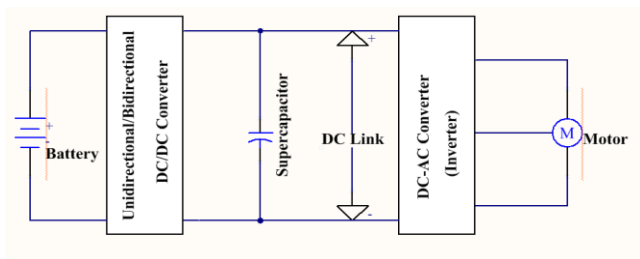 +
Battery
Unidirectional/Bidirectional
DC/DC Converter
Supercapacitor
+
DC Link
-
DC-AC Converter
(Inverter)
M
Motor